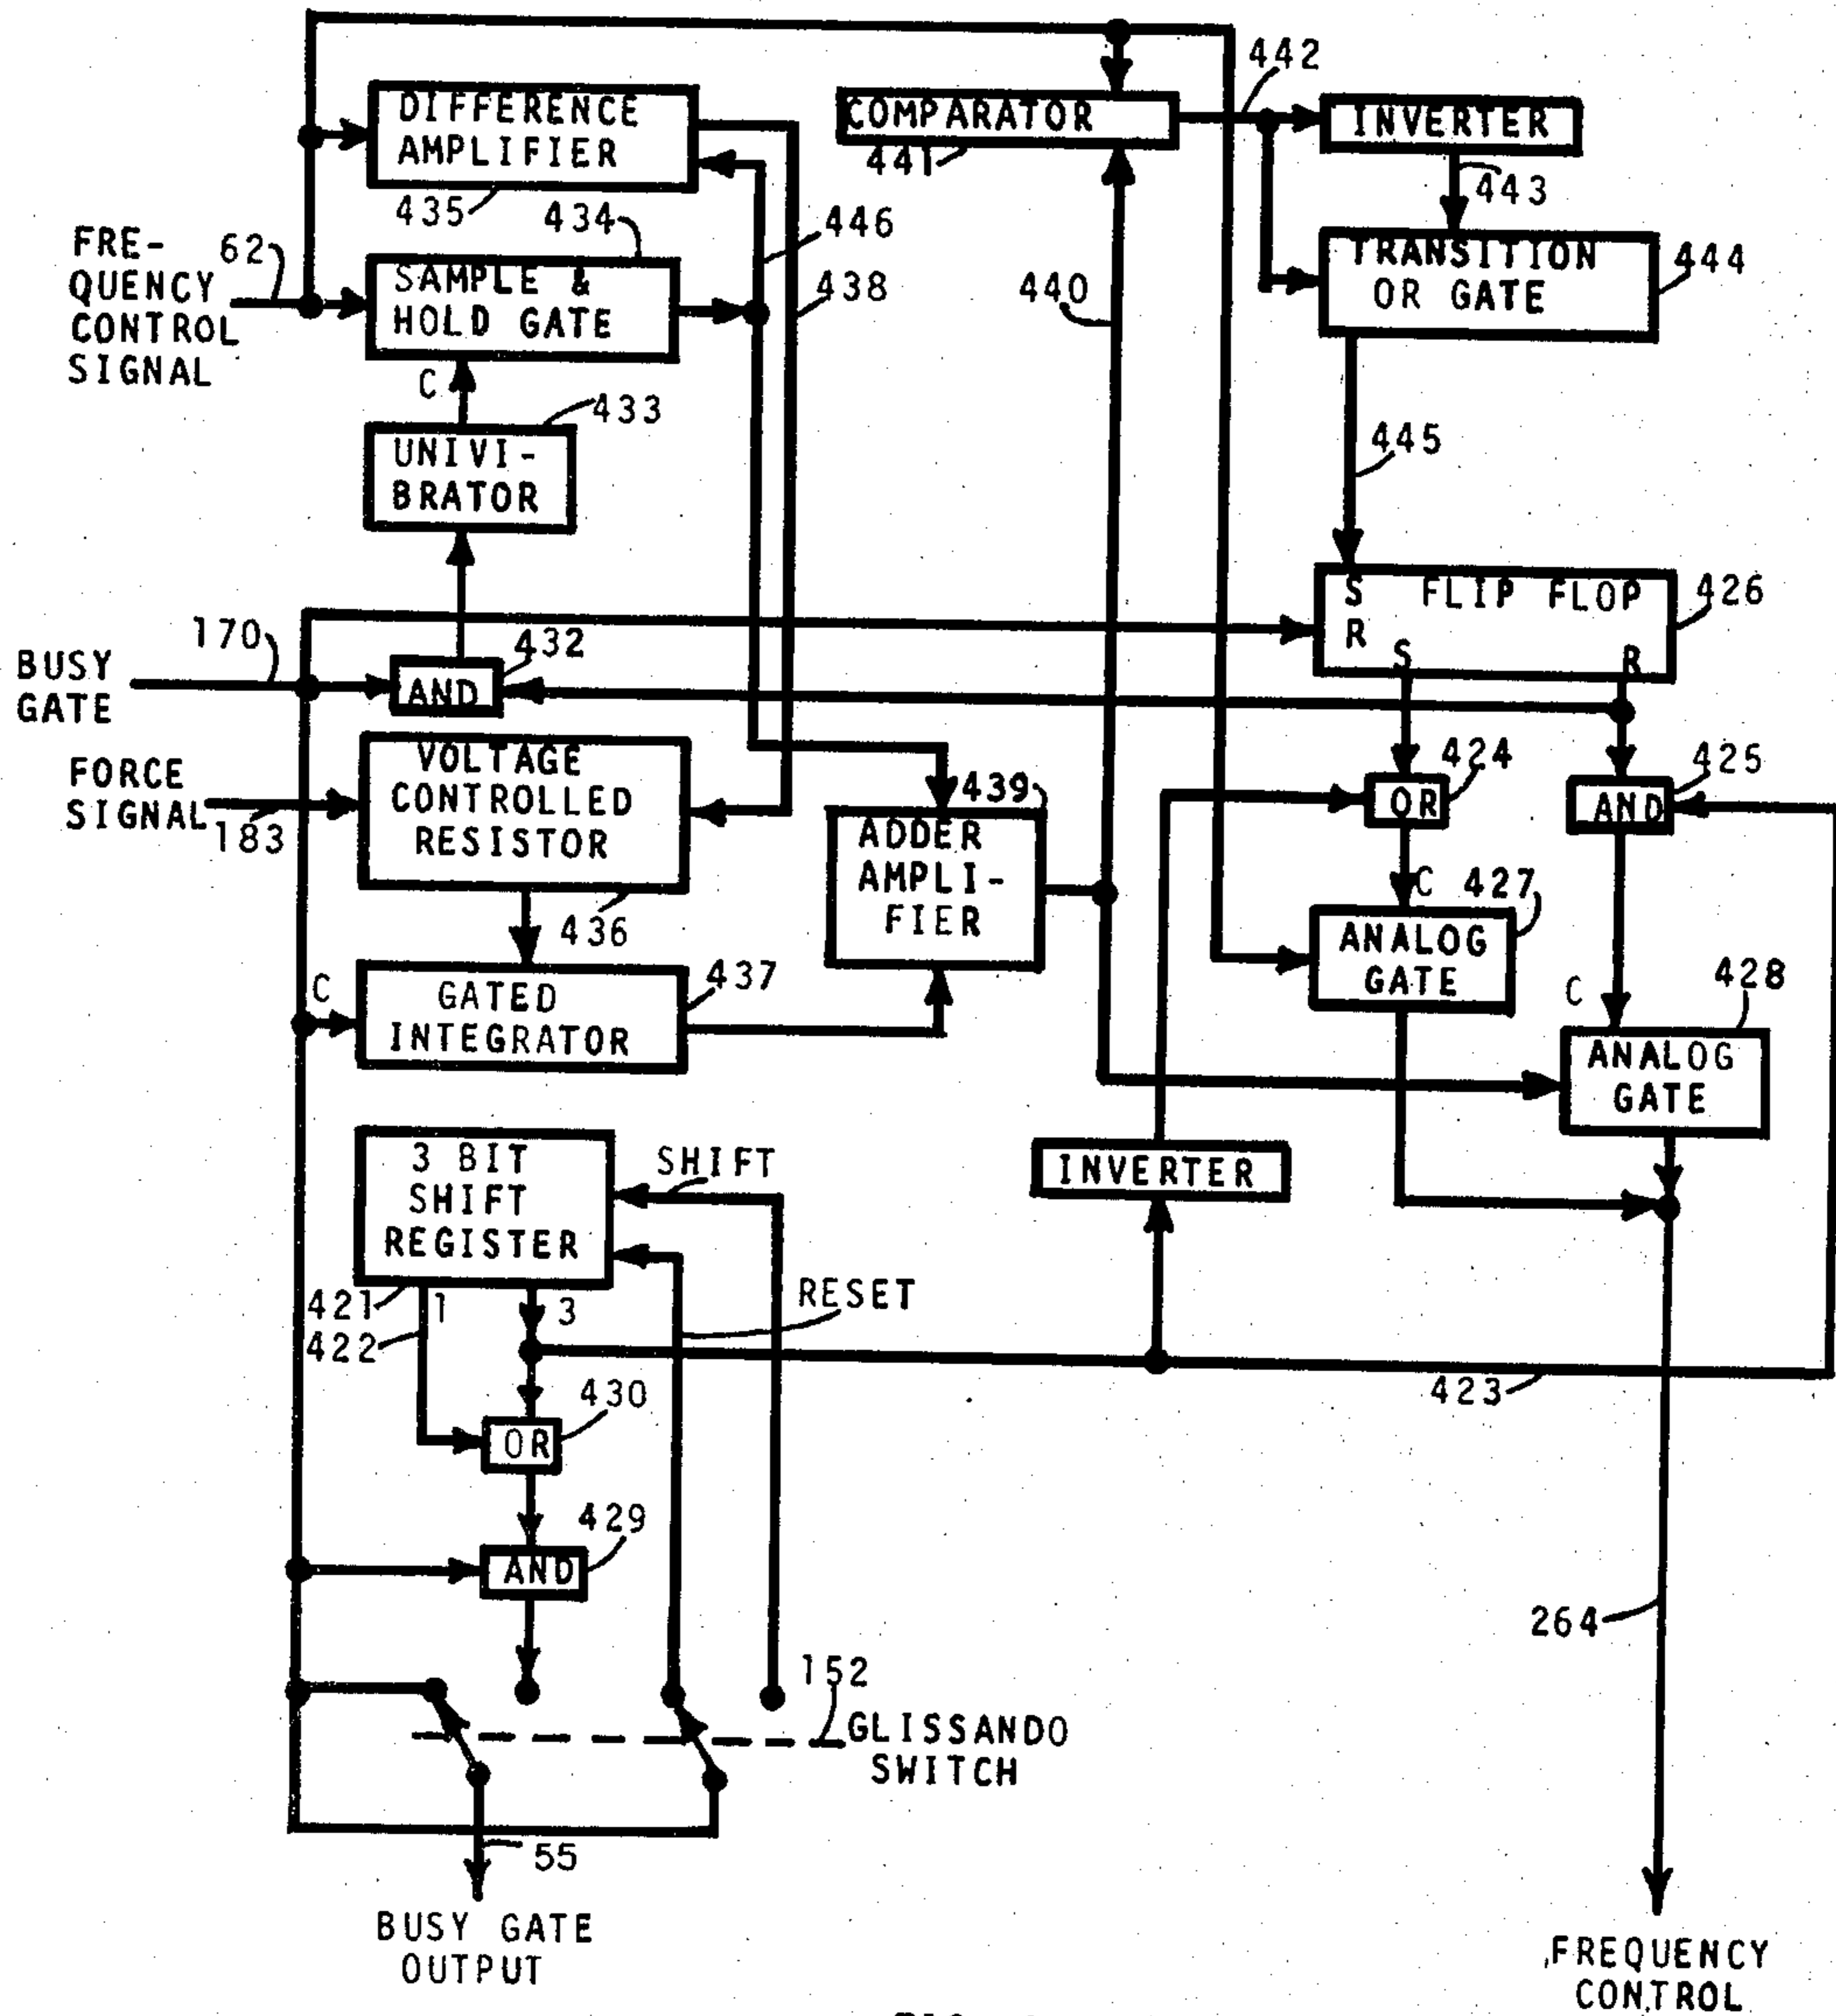 442
DIFFERENCE
AMPLIFIER
COMPARATOR
INVERTER
441
443
435
434
446
FRE-
QUENCY
CONTROL
SIGNAL
62
SAMPLE &
HOLD GATE
438
440
TRANSITION
OR GATE
444
C
433
UNIVI-
BRATOR
445
S
FLIP FLOP
R
S
R
426
170
432
BUSY
GATE
AND
FORCE
SIGNAL
183
VOLTAGE
CONTROLLED
RESISTOR
424
425
439
OR
AND
ADDER
AMPLI-
FIER
436
C
427
ANALOG
GATE
437
C
GATED
INTEGRATOR
428
C
ANALOG
GATE
3 BIT
SHIFT
REGISTER
SHIFT
INVERTER
RESET
421
1
3
422
423
430
OR
429
AND
264
152
GLISSANDO
SWITCH
55
BUSY GATE
OUTPUT
FREQUENCY
CONTROL